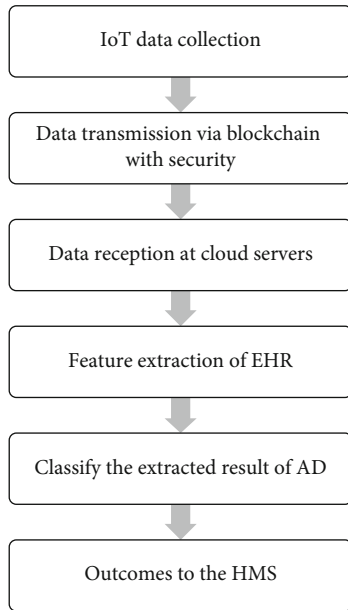 IoT data collection
Data transmission via blockchain
with security
Data reception at cloud servers
Feature extraction of EHR
Classify the extracted result of AD
Outcomes to the HMS